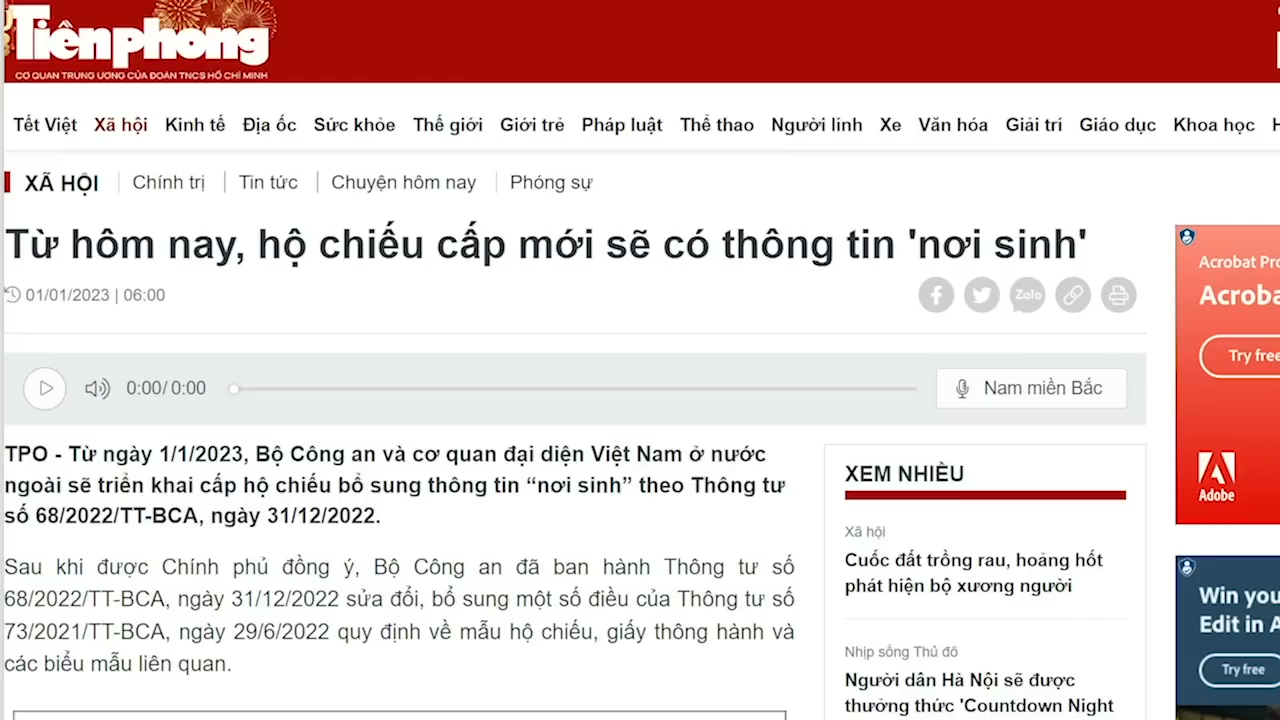 Tiềnphong
CƠ QUAN TRUNG ƯƠNG CỦA ĐOÀN TNCS HỒ CHÍ MINH
Tết Việt Xã hội Kinh tế Địa ốc Sức khỏe Thế giới Giới trẻ Pháp luật Thể thao Người lính Xe Văn hóa Giải trí Giáo dục Khoa học
XÃ HỘI Chính trị Tin tức Chuyện hôm nay Phóng sự
Từ hôm nay, hộ chiếu cấp mới sẽ có thông tin 'nơi sinh'
01/01/2023 | 06:00
Zalo
0:00/ 0:00
Nam miền Bắc
TPO - Từ ngày 1/1/2023, Bộ Công an và cơ quan đại diện Việt Nam ở nước
ngoài sẽ triển khai cấp hộ chiếu bổ sung thông tin “nơi sinh” theo Thông tư
số 68/2022/TT-BCA, ngày 31/12/2022.
Sau khi được Chính phủ đồng ý, Bộ Công an đã ban hành Thông tư số
68/2022/TT-BCA, ngày 31/12/2022 sửa đổi, bổ sung một số điều của Thông tư số
73/2021/TT-BCA, ngày 29/6/2022 quy định về mẫu hộ chiếu, giấy thông hành và
các biểu mẫu liên quan.
XEM NHIỀU
Xã hội
Cuốc đất trồng rau, hoảng hốt
phát hiện bộ xương người
Nhịp sống Thủ đô
Người dân Hà Nội sẽ được
thưởng thức 'Countdown Night
Acrobat Pro
Acroba
Try free
Adobe
Win you
Edit in A
Try free